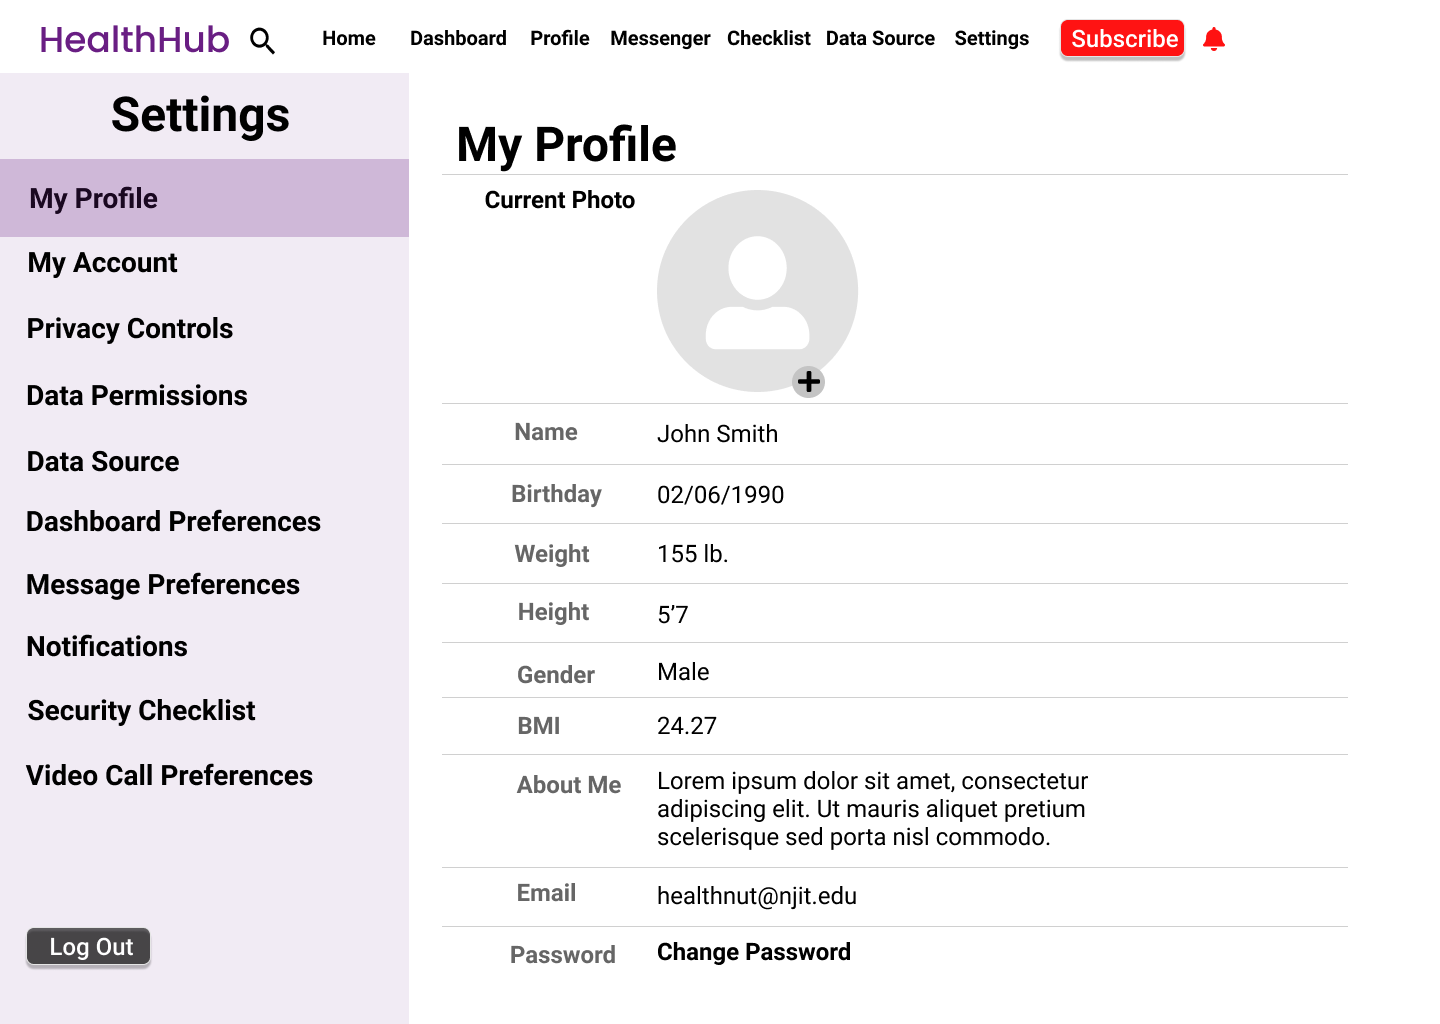 HealthHub
Home Dashboard Profile Messenger Checklist Data Source Settings Subscribe
Settings
My Profile
My Account
Privacy Controls
Data Permissions
Data Source
Dashboard Preferences
Message Preferences
Notifications
Security Checklist
Video Call Preferences
Log Out
My Profile
Current Photo
Name John Smith
Birthday 02/06/1990
Weight 155 lb.
Height 5’7
Gender Male
BMI 24.27
About Me Lorem ipsum dolor sit amet, consectetur
adipiscing elit. Ut mauris aliquet pretium
scelerisque sed porta nisl commodo.
Email healthnut@njit.edu
Password Change Password